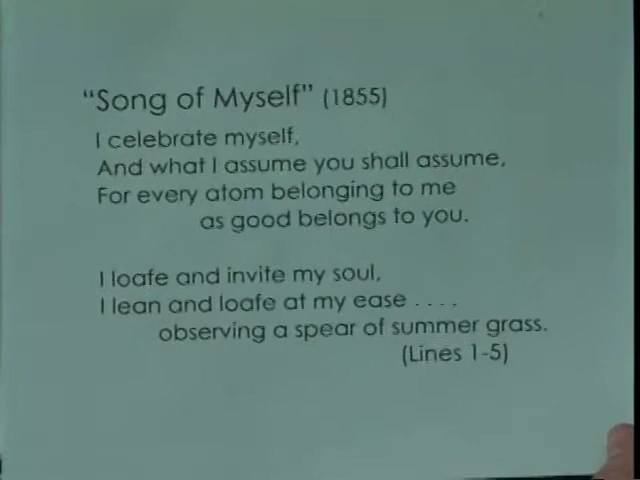 “Song of Myself” (1855)
I celebrate myself,
And what I assume you shall assume,
For every atom belonging to me
as good belongs to you.
I loafe and invite my soul,
I lean and loafe at my ease . . . .
observing a spear of summer grass.
(Lines 1-5)